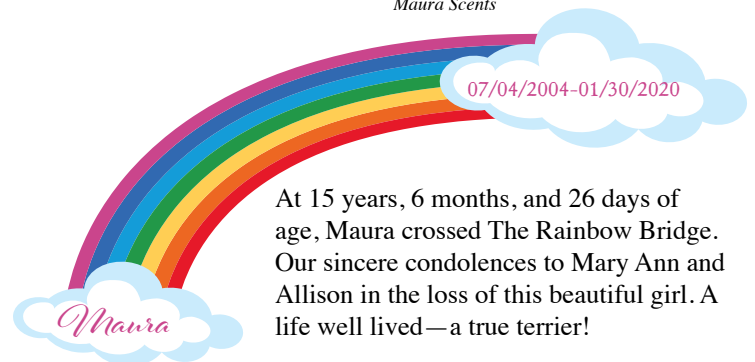 Maura Scents
07/04/2004-01/30/2020
At 15 years, 6 months, and 26 days of
age, Maura crossed The Rainbow Bridge.
Our sincere condolences to Mary Ann and
Allison in the loss of this beautiful girl. A
life well lived—a true terrier!
Maura